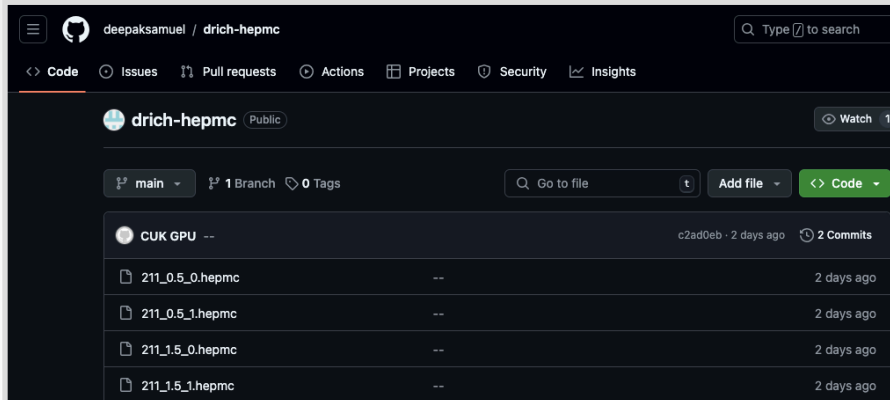 deepaksamuel / drich-hepmc
Type / to search
<> Code Issues Pull requests Actions Projects Security Insights
drich-hepmc Public
Watch 1
main 1 Branch 0 Tags
Go to file t
Add file
<> Code
CUK GPU -- c2ad0eb · 2 days ago 2 Commits
211_0.5_0.hepmc -- 2 days ago
211_0.5_1.hepmc -- 2 days ago
211_1.5_0.hepmc -- 2 days ago
211_1.5_1.hepmc -- 2 days ago